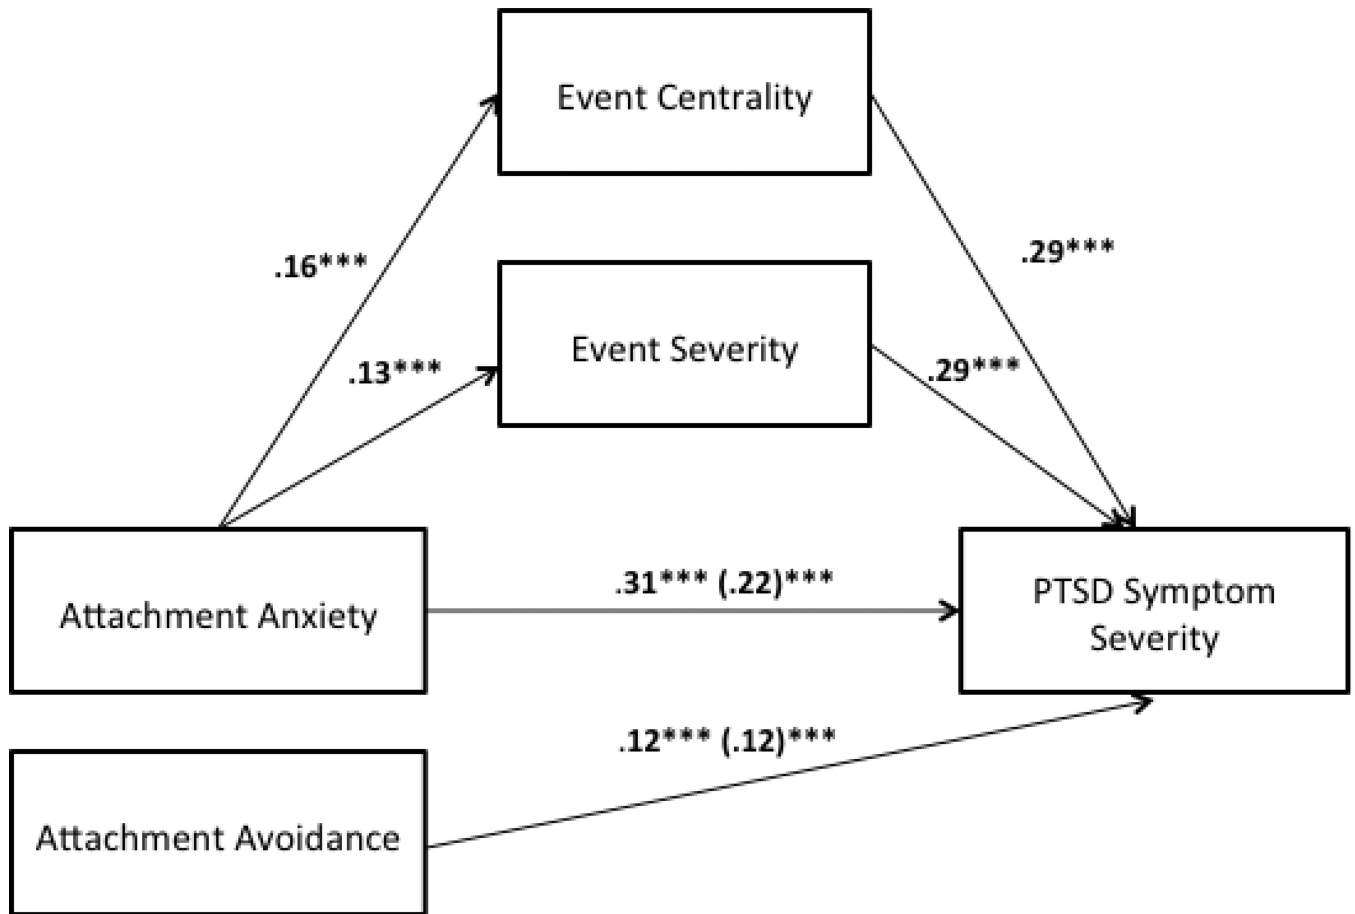 Event Centrality
.16***
.29***
Event Severity
.13***
.29***
Attachment Anxiety
.31*** (.22)***
PTSD Symptom
Severity
.12*** (.12)***
Attachment Avoidance